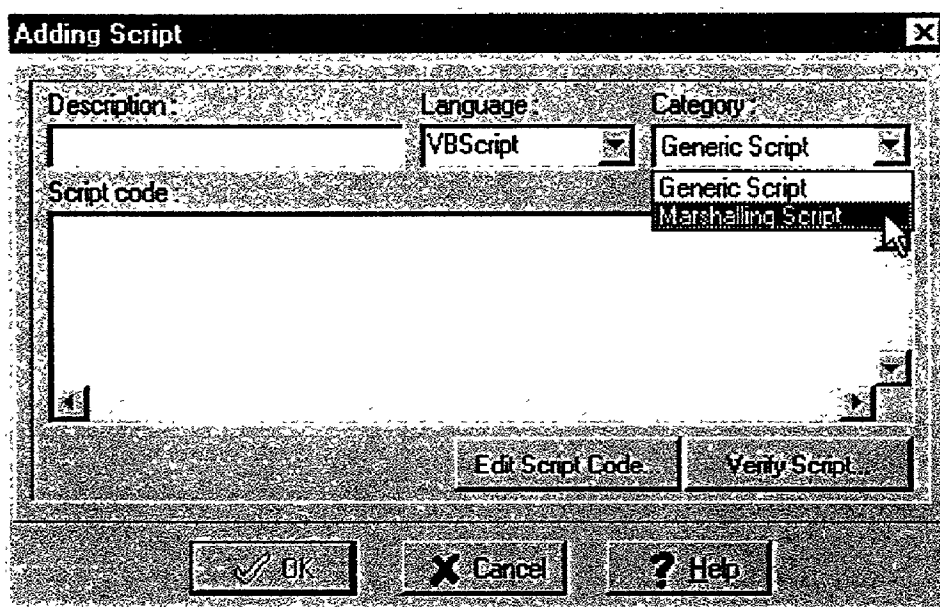 Adding Script
Description : Language : Category :
VBScript Generic Script
Script code : Generic Script
Marshalling Script
Edit Script Code... Verify Script...
Ok Cancel ? Help